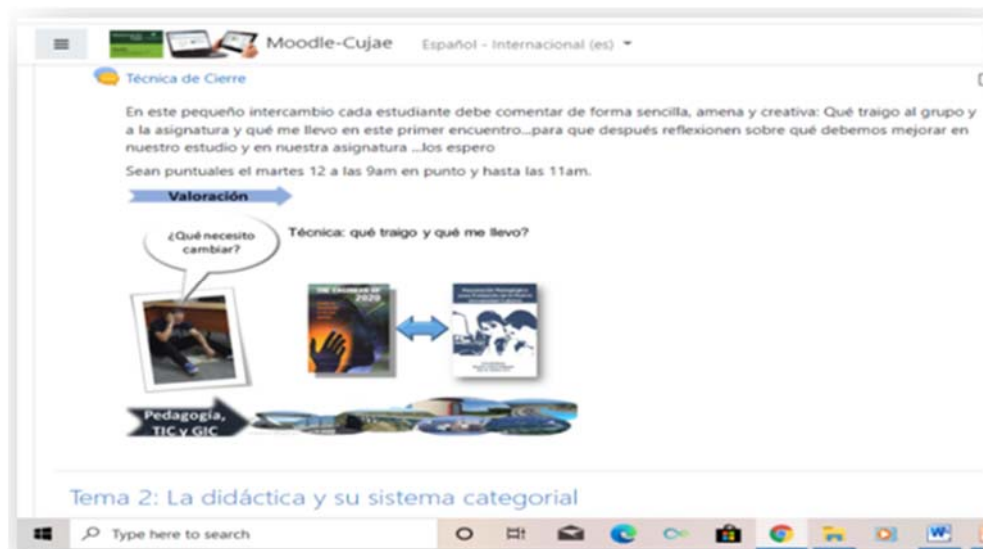 Moodle-Cujae Español - Internacional (es)
Técnica de Cierre
En este pequeño intercambio cada estudiante debe comentar de forma sencilla, amena y creativa: Qué traigo al grupo y
a la asignatura y qué me llevo en este primer encuentro...para que después reflexionen sobre qué debemos mejorar en
nuestro estudio y en nuestra asignatura ...los espero
Sean puntuales el martes 12 a las 9am en punto y hasta las 11am.
Valoración
¿Qué necesito
cambiar?
Técnica: qué traigo y qué me llevo?
2020
Pedagogía,
TIC y GIC
Tema 2: La didáctica y su sistema categorial
Type here to search